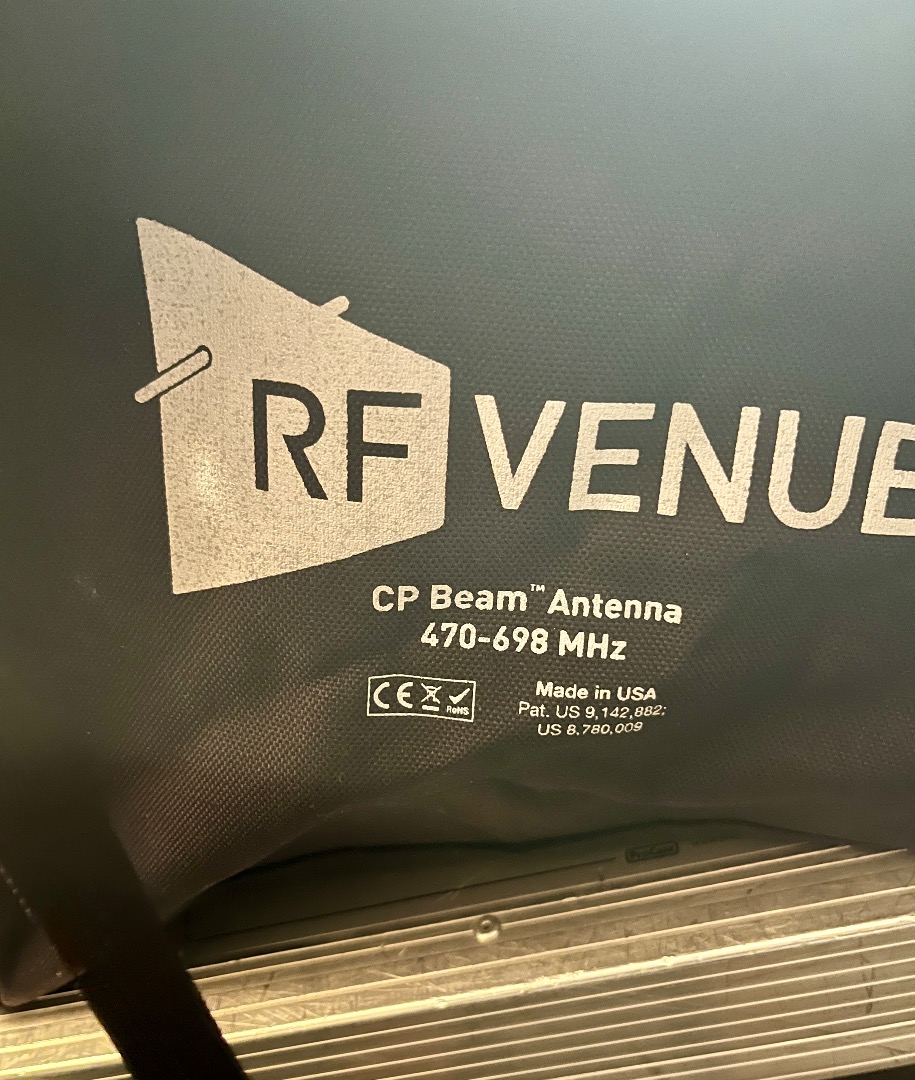 RF VENUE
CP Beam™ Antenna
470-698 MHz
CE RoHS
Made in USA
Pat. US 9,142,882;
US 8,780,009